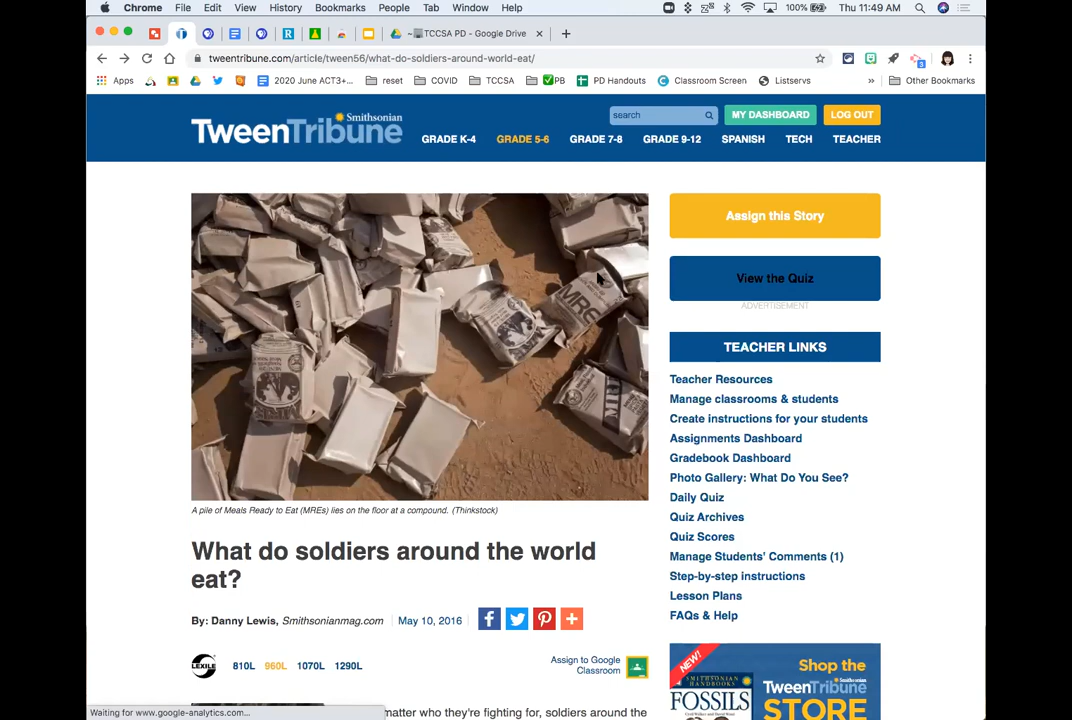 Chrome File Edit View History Bookmarks People Tab Window Help 100% Thu 11:49 AM
TCCSA PD - Google Drive
tweentribune.com/article/tween56/what-do-soldiers-around-world-eat/
Apps 2020 June ACT3+... reset COVID TCCSA PB PD Handouts Classroom Screen Listservs » Other Bookmarks
Smithsonian
TweenTribune
search MY DASHBOARD LOG OUT
GRADE K-4 GRADE 5-6 GRADE 7-8 GRADE 9-12 SPANISH TECH TEACHER
Assign this Story
View the Quiz
ADVERTISEMENT
MRE
TEACHER LINKS
Teacher Resources
Manage classrooms & students
Create instructions for your students
Assignments Dashboard
Gradebook Dashboard
Photo Gallery: What Do You See?
Daily Quiz
Quiz Archives
Quiz Scores
Manage Students' Comments (1)
Step-by-step instructions
Lesson Plans
FAQs & Help
A pile of Meals Ready to Eat (MREs) lies on the floor at a compound. (Thinkstock)
What do soldiers around the world
eat?
By: Danny Lewis, Smithsonianmag.com May 10, 2016
LEXILE 810L 960L 1070L 1290L
Assign to Google
Classroom
matter who they're fighting for, soldiers around the
NEW!
SMITHSONIAN
HANDBOOKS
FOSSILS
Shop the
Smithsonian
TweenTribune
STORE
Waiting for www.google-analytics.com...